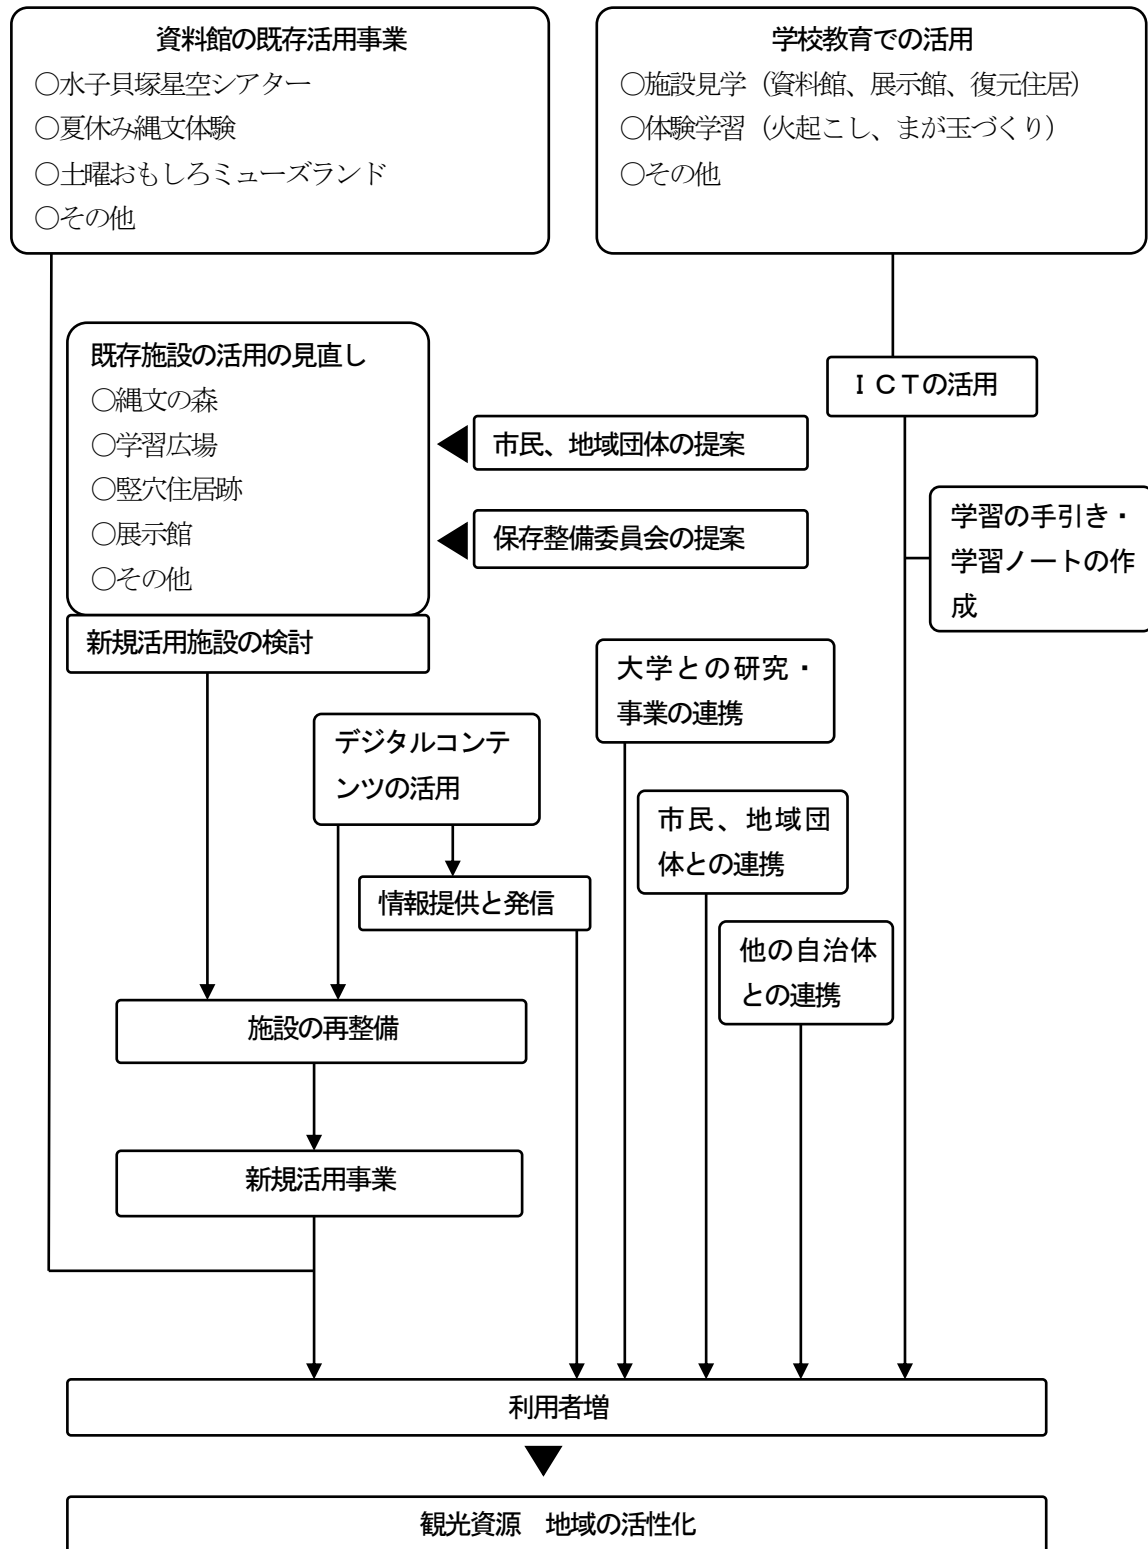 資料館の既存活用事業
○水子貝塚星空シアター
○夏休み縄文体験
○土曜おもしろミューズランド
○その他
学校教育での活用
○施設見学（資料館、展示館、復元住居）
○体験学習（火起こし、まが玉づくり）
○その他
既存施設の活用の見直し
○縄文の森
○学習広場
○竪穴住居跡
○展示館
○その他
新規活用施設の検討
市民、地域団体の提案
保存整備委員会の提案
ＩＣＴの活用
学習の手引き・
学習ノートの作
成
大学との研究・
事業の連携
デジタルコンテ
ンツの活用
市民、地域団
体との連携
情報提供と発信
他の自治体
との連携
施設の再整備
新規活用事業
利用者増
観光資源　地域の活性化